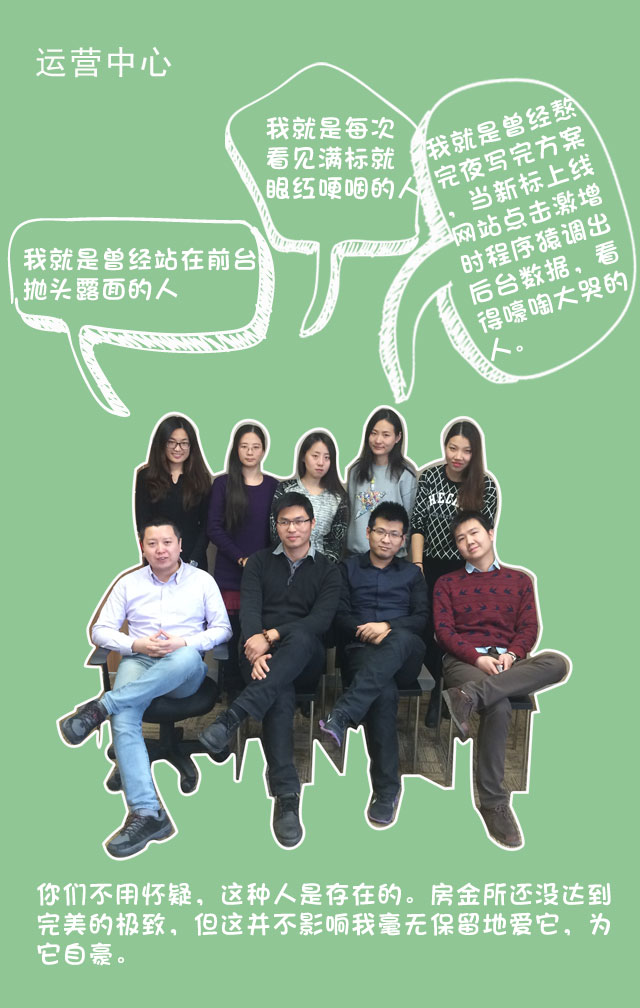 运营中心
我就是每次
看见满标就
眼红哽咽的人
我就是曾经熬
完夜写完方案
，当新标上线
网站点击激增
时程序猿调出
后台数据，看
得嚎啕大哭的
人。
我就是曾经站在前台
抛头露面的人
你们不用怀疑，这种人是存在的。房金所还没达到
完美的极致，但这并不影响我毫无保留地爱它，为
它自豪。